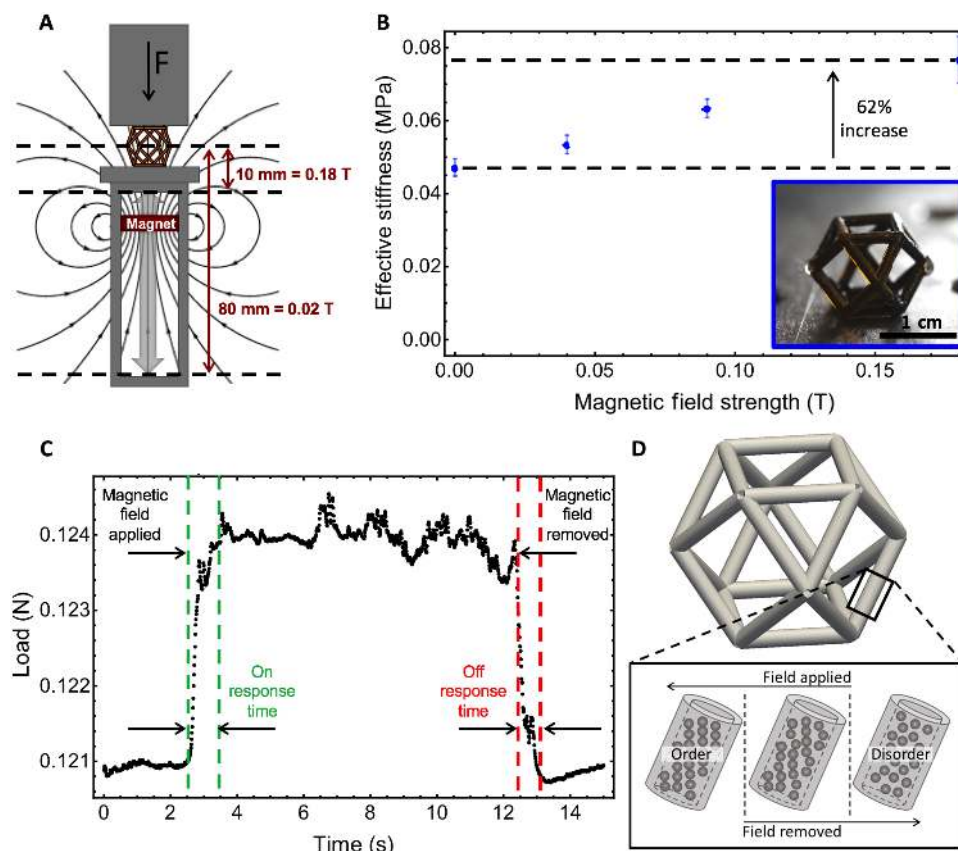 A
F
10 mm = 0.18 T
Magnet
80 mm = 0.02 T
B
Effective stiffness (MPa)
0.08
0.06
0.04
0.02
0.00
62%
increase
1 cm
0.00
0.05
0.10
0.15
Magnetic field strength (T)
C
Load (N)
0.124
0.123
0.122
0.121
Magnetic
field
applied
Magnetic
field
removed
On
response
time
Off
response
time
0
2
4
6
8
10
12
14
Time (s)
D
Field applied
Order
Disorder
Field removed